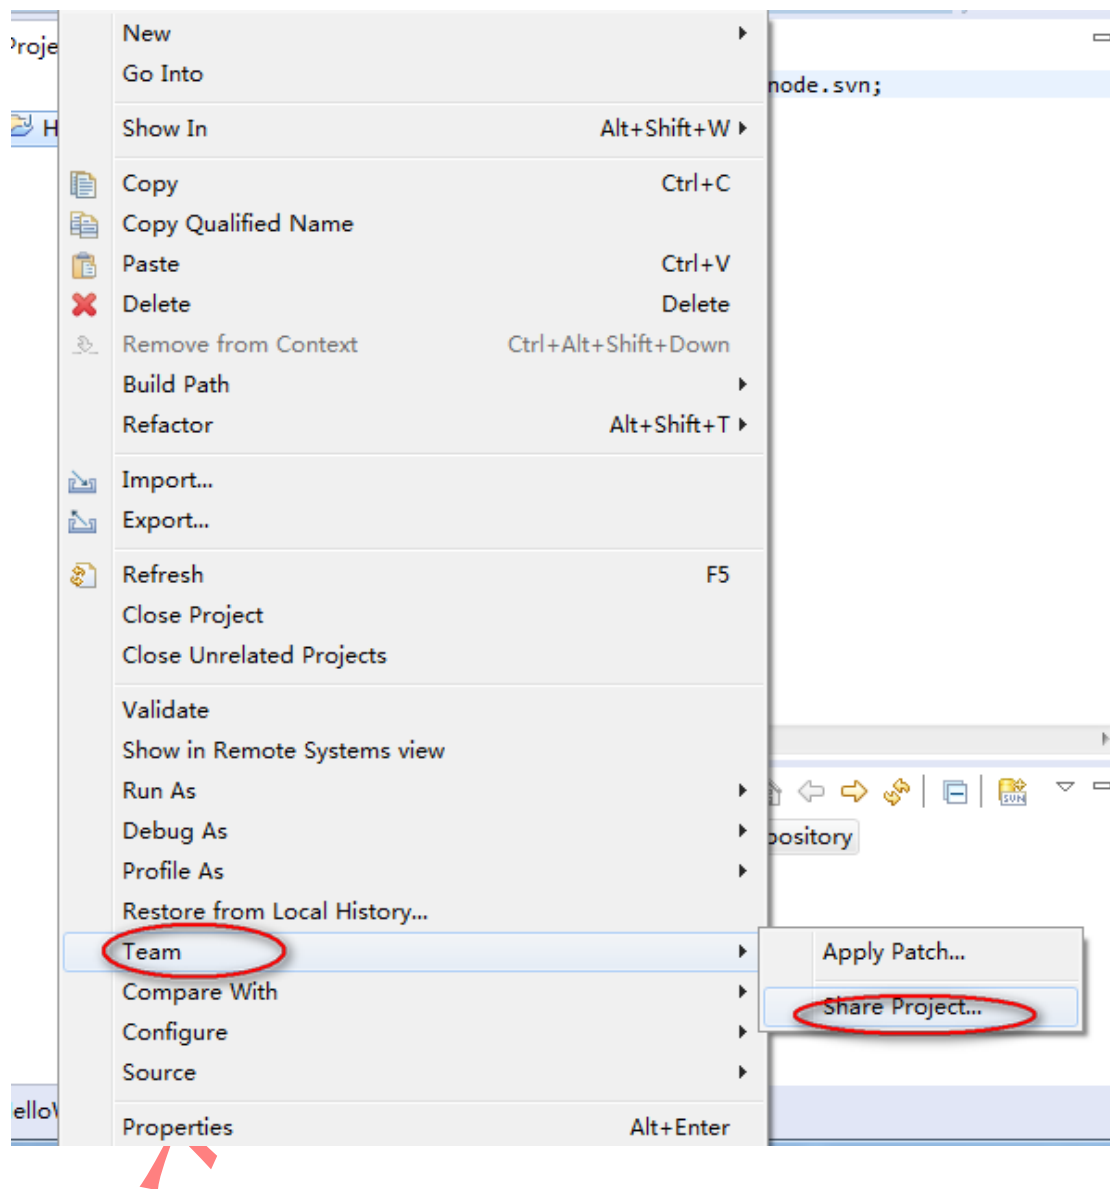 New
Proje
Go Into
node.svn;
Show In Alt+Shift+W
H
Copy Ctrl+C
Copy Qualified Name
Paste Ctrl+V
Delete Delete
Remove from Context Ctrl+Alt+Shift+Down
Build Path
Refactor Alt+Shift+T
Import...
Export...
Refresh F5
Close Project
Close Unrelated Projects
Validate
Show in Remote Systems view
Run As
SVN
Debug As
pository
Profile As
Restore from Local History...
Team
Apply Patch...
Compare With
Share Project...
Configure
Source
ello
Properties Alt+Enter